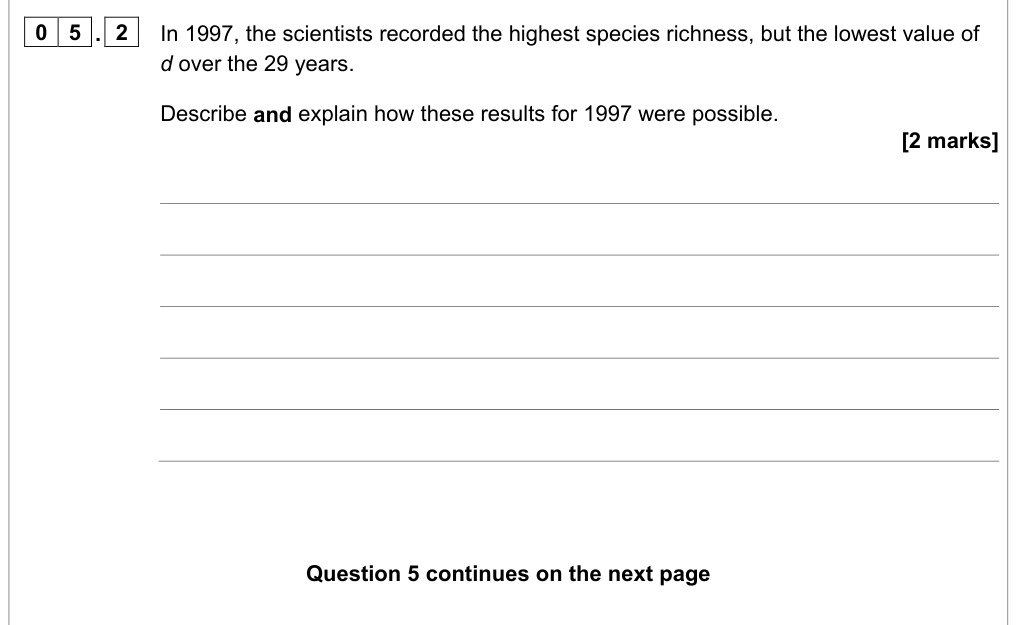 0 5 . 2 In 1997, the scientists recorded the highest species richness, but the lowest value of
d over the 29 years.
Describe and explain how these results for 1997 were possible.
[2 marks]
Question 5 continues on the next page